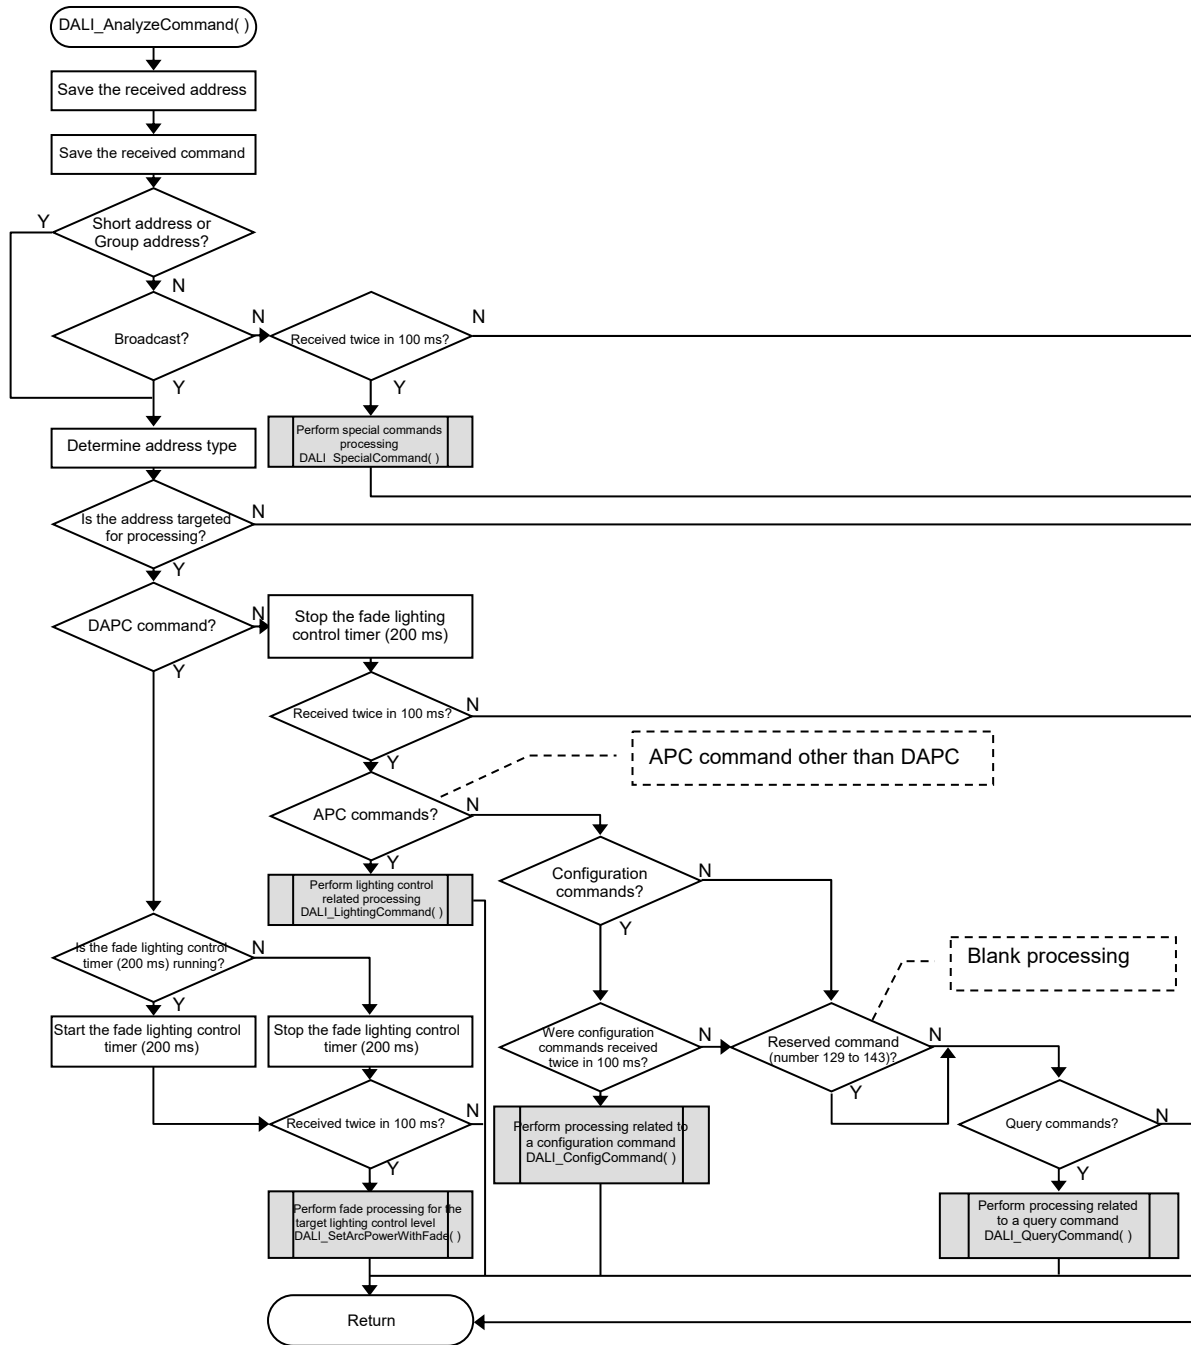 DALI_AnalyzeCommand( )
Save the received address
Save the received command
Y
Short address or
Group address?
N
Broadcast?
N
Received twice in 100 ms?
N
Y
Y
Perform special commands
processing
DALI_SpecialCommand( )
Determine address type
Is the address targeted
for processing?
N
Y
DAPC command?
N
Y
Stop the fade lighting
control timer (200 ms)
Received twice in 100 ms?
N
Y
APC command other than DAPC
APC commands?
N
Y
Perform lighting control
related processing
DALI_LightingCommand( )
Configuration
commands?
N
Y
Is the fade lighting control
timer (200 ms) running?
N
Y
Blank processing
Start the fade lighting control
timer (200 ms)
Stop the fade lighting control
timer (200 ms)
Were configuration
commands received
twice in 100 ms?
N
Reserved command
(number 129 to 143)?
N
Y
Received twice in 100 ms?
N
Y
Perform processing related to
a configuration command
DALI_ConfigCommand( )
Query commands?
N
Y
Perform fade processing for the
target lighting control level
DALI_SetArcPowerWithFade( )
Perform processing related
to a query command
DALI_QueryCommand( )
Return